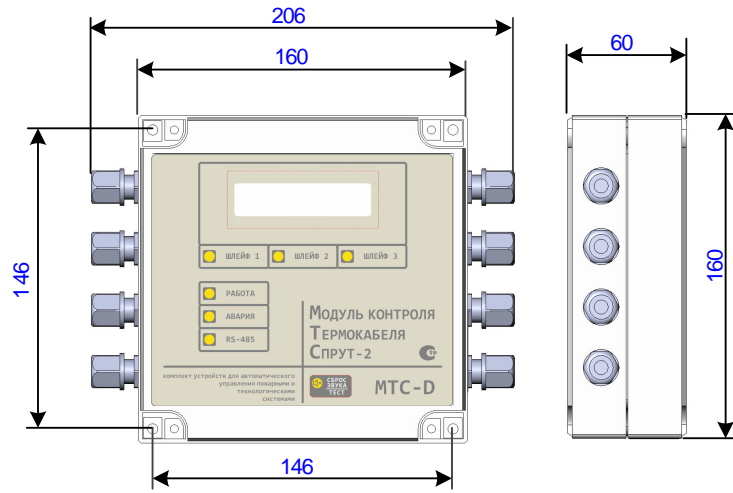 206
160
60
146
160
ШЛЕЙФ 1
ШЛЕЙФ 2
ШЛЕЙФ 3
РАБОТА
АВАРИЯ
RS-485
Модуль контроля
Термокабеля
Спрут-2
комплект устройств для автоматического
управления пожарными и
технологическими
системами
СБРОС
ЗВУКА
ТЕСТ
МТС-D
146